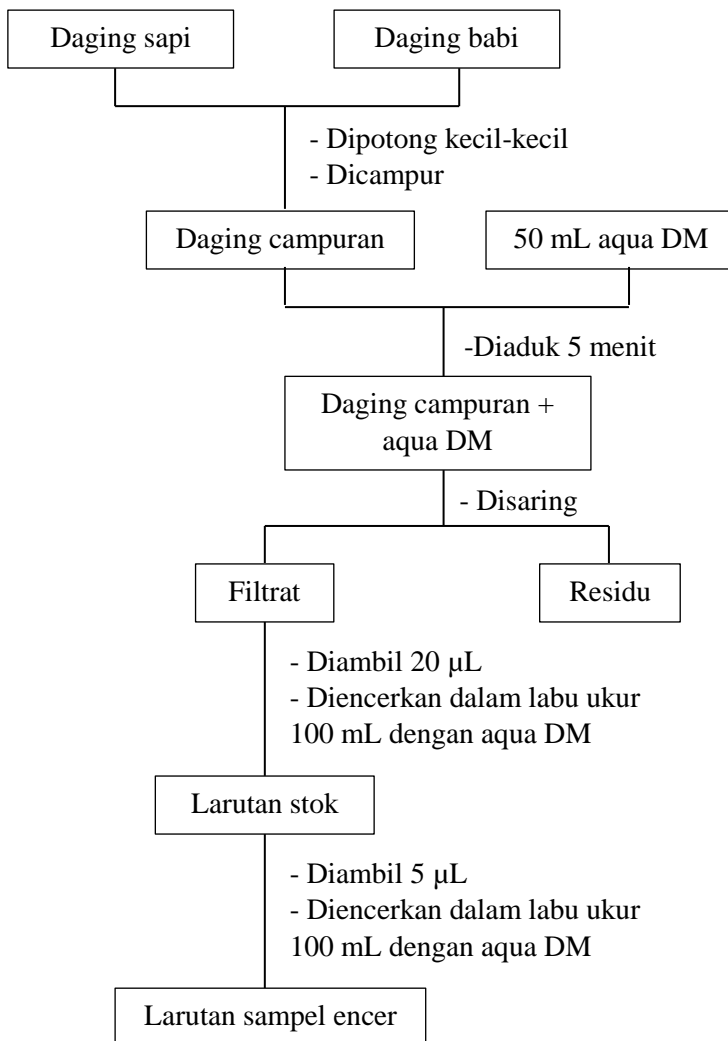 Daging sapi
Daging babi
- Dipotong kecil-kecil
- Dicampur
Daging campuran
50 mL aqua DM
-Diaduk 5 menit
Daging campuran +
aqua DM
- Disaring
Filtrat
Residu
- Diambil 20 µL
- Diencerkan dalam labu ukur
100 mL dengan aqua DM
Larutan stok
- Diambil 5 µL
- Diencerkan dalam labu ukur
100 mL dengan aqua DM
Larutan sampel encer